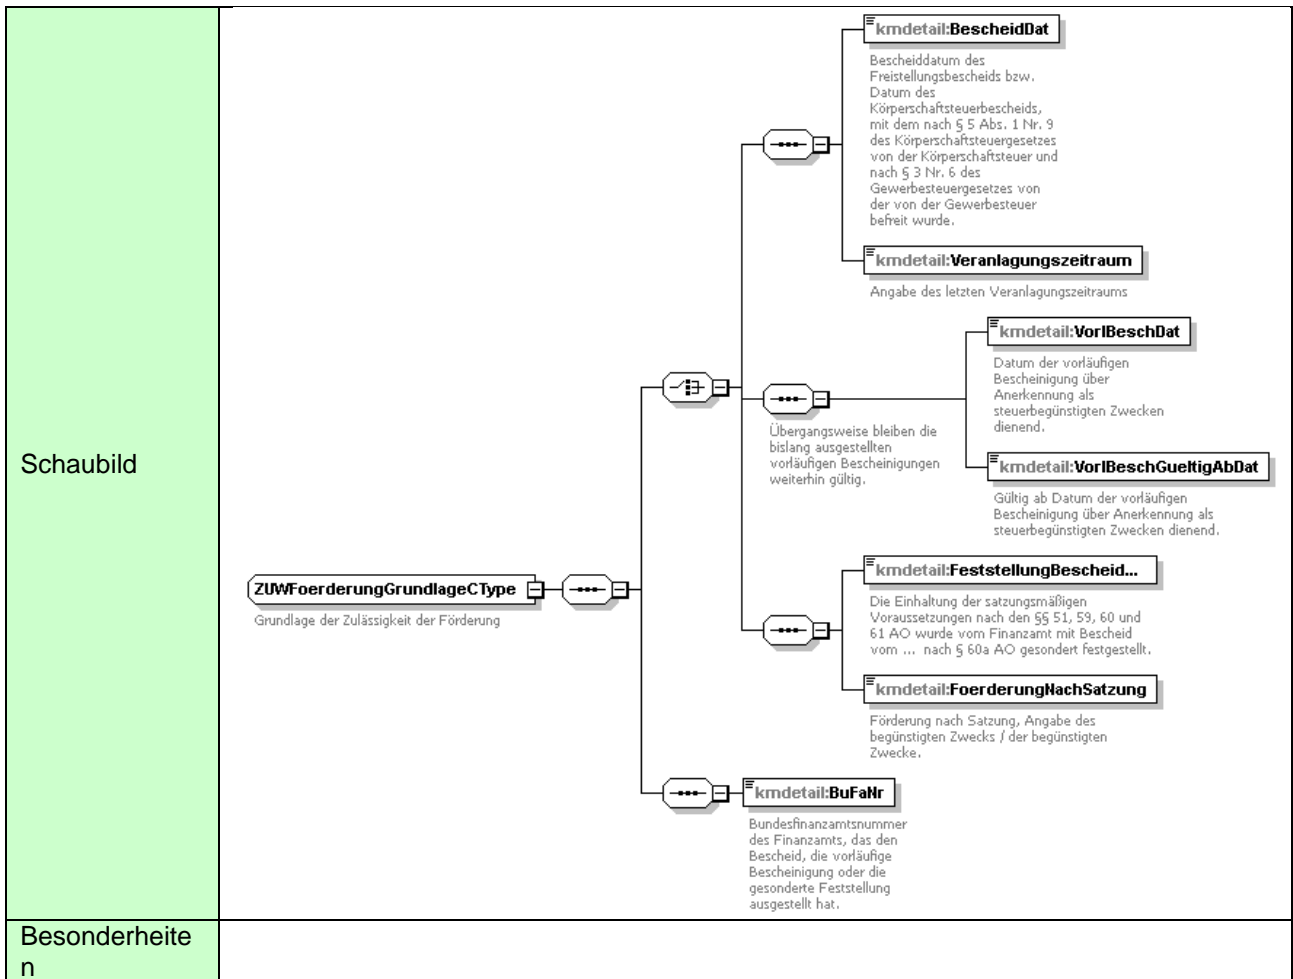 kmdetail:BescheidDat
Bescheiddatum des
Freistellungsbescheids bzw.
Datum des
Körperschaftsteuerbescheids,
mit dem nach § 5 Abs. 1 Nr. 9
des Körperschaftsteuergesetzes
von der Körperschaftsteuer und
nach § 3 Nr. 6 des
Gewerbesteuergesetzes von
der von der Gewerbesteuer
befreit wurde.
kmdetail:Veranlagungszeitraum
Angabe des letzten Veranlagungszeitraums
kmdetail:VorlBeschDat
Datum der vorläufigen
Bescheinigung über
Anerkennung als
steuerbegünstigten Zwecken
dienend.
Übergangsweise bleiben die
bislang ausgestellten
vorläufigen Bescheinigungen
weiterhin gültig.
kmdetail:VorlBeschGueltigAbDat
Gültig ab Datum der vorläufigen
Bescheinigung über Anerkennung als
steuerbegünstigten Zwecken dienend.
Schaubild
ZUWFoerderungGrundlageCType
Grundlage der Zulässigkeit der Förderung
kmdetail:FeststellungBescheid...
Die Einhaltung der satzungsmäßigen
Voraussetzungen nach den §§ 51, 59, 60 und
61 AO wurde vom Finanzamt mit Bescheid
vom ... nach § 60a AO gesondert festgestellt.
kmdetail:FoerderungNachSatzung
Förderung nach Satzung, Angabe des
begünstigten Zwecks / der begünstigten
Zwecke.
kmdetail:BuFaNr
Bundesfinanzamtsnummer
des Finanzamts, das den
Bescheid, die vorläufige
Bescheinigung oder die
gesonderte Feststellung
ausgestellt hat.
Besonderheite
n